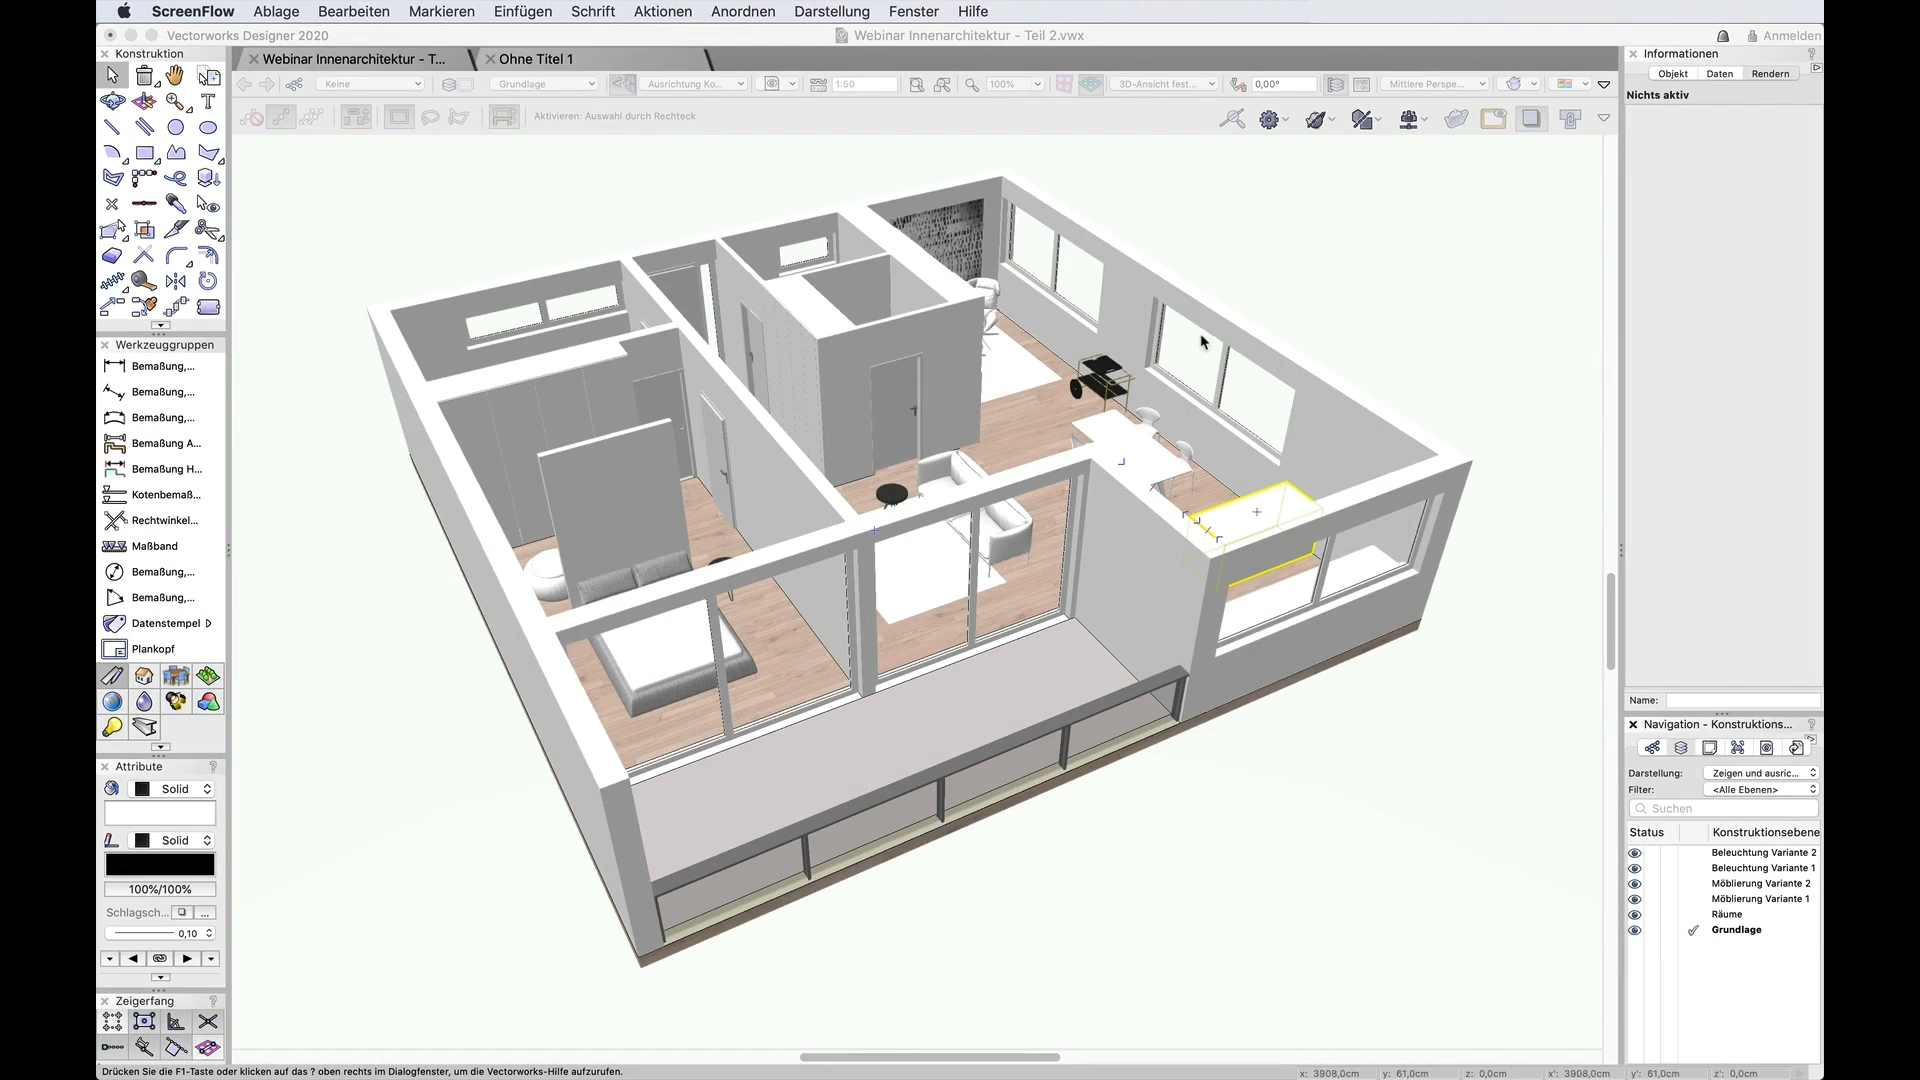 ScreenFlow Ablage Bearbeiten Markieren Einfügen Schrift Aktionen Anordnen Darstellung Fenster Hilfe
Vectorworks Designer 2020
Webinar Innenarchitektur - Teil 2.vwx
Anmelden
Konstruktion
Webinar Innenarchitektur - T...
Ohne Titel 1
Informationen
?
Keine
Grundlage
Ausrichtung Ko...
1:50
100%
3D-Ansicht fest...
0,00°
Mittlere Perspe...
Objekt
Daten
Rendern
Aktivieren: Auswahl durch Rechteck
Nichts aktiv
Werkzeuggruppen
Bemaßung,...
Bemaßung,...
Bemaßung,...
Bemaßung A...
Bemaßung H...
Kotenbemaß...
Rechtwinkel...
Maßband
Bemaßung,...
Bemaßung,...
Datenstempel
Plankopf
Attribute
?
Solid
Solid
100%/100%
Schlagsch...
...
0,10
Zeigerfang
?
Name:
Navigation - Konstruktions...
?
Darstellung:
Zeigen und ausric...
Filter:
<Alle Ebenen>
Suchen
Status
Konstruktionsebene
Beleuchtung Variante 2
Beleuchtung Variante 1
Möblierung Variante 2
Möblierung Variante 1
Räume
Grundlage
Drücken Sie die F1-Taste oder klicken auf das ? oben rechts im Dialogfenster, um die Vectorworks-Hilfe aufzurufen.
x: 3908,0cm y: 61,0cm z: 0,0cm x': 3908,0cm y': 61,0cm z': 0,0cm